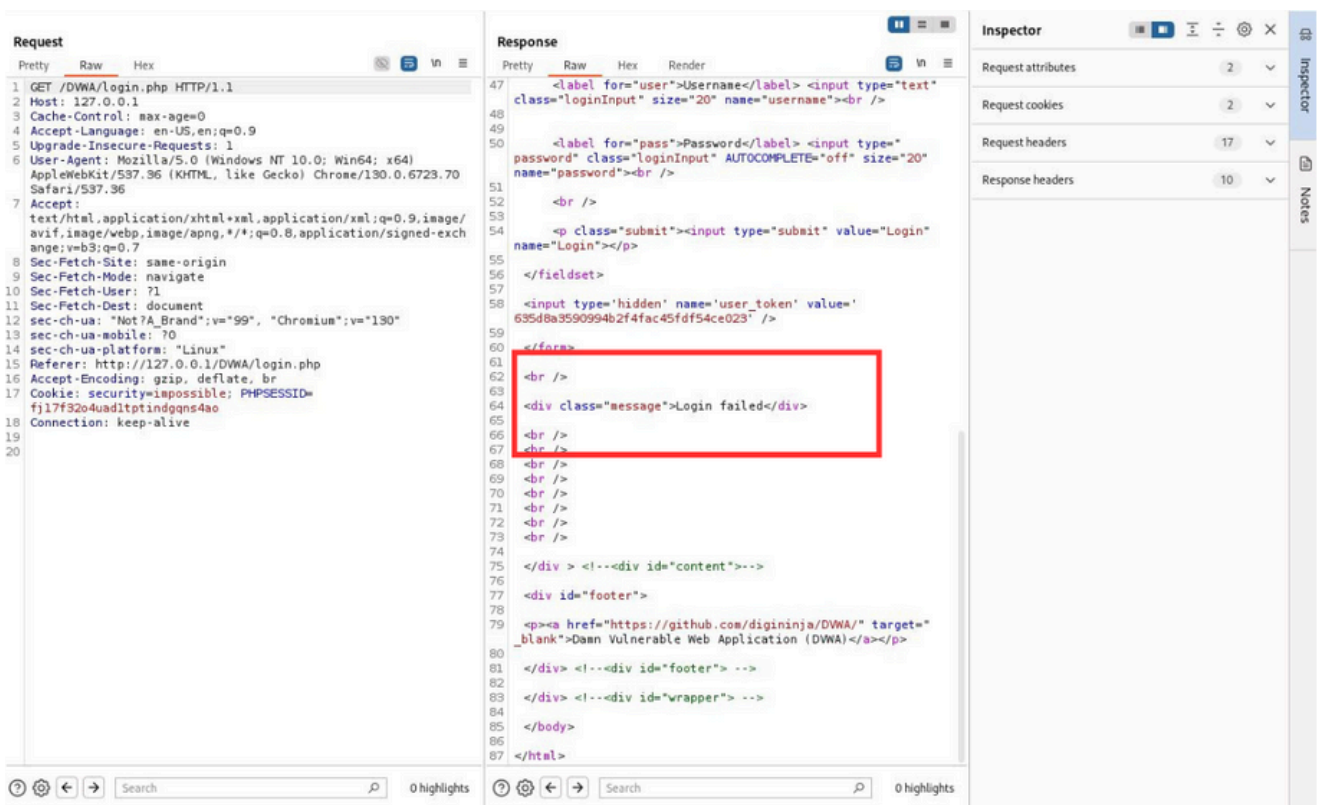 Request
Pretty Raw Hex
\n
1 GET /DVWA/login.php HTTP/1.1
2 Host: 127.0.0.1
3 Cache-Control: max-age=0
4 Accept-Language: en-US,en;q=0.9
5 Upgrade-Insecure-Requests: 1
6 User-Agent: Mozilla/5.0 (Windows NT 10.0; Win64; x64)
AppleWebKit/537.36 (KHTML, like Gecko) Chrome/130.0.6723.70
Safari/537.36
7 Accept:
text/html,application/xhtml+xml,application/xml;q=0.9,image/
avif,image/webp,image/apng,*/*;q=0.8,application/signed-exch
ange;v=b3;q=0.7
8 Sec-Fetch-Site: same-origin
9 Sec-Fetch-Mode: navigate
10 Sec-Fetch-User: ?1
11 Sec-Fetch-Dest: document
12 sec-ch-ua: "Not?A_Brand";v="99", "Chromium";v="130"
13 sec-ch-ua-mobile: ?0
14 sec-ch-ua-platform: "Linux"
15 Referer: http://127.0.0.1/DVWA/login.php
16 Accept-Encoding: gzip, deflate, br
17 Cookie: security=impossible; PHPSESSID=
fj17f32o4uad1tptindgqns4ao
18 Connection: keep-alive
19
20
Search
0 highlights
Response
Pretty Raw Hex Render
\n
47 <label for="user">Username</label> <input type="text"
class="loginInput" size="20" name="username"><br />
48
49
50 <label for="pass">Password</label> <input type="
password" class="loginInput" AUTOCOMPLETE="off" size="20"
name="password"><br />
51
52 <br />
53
54 <p class="submit"><input type="submit" value="Login"
name="Login"></p>
55
56 </fieldset>
57
58 <input type='hidden' name='user_token' value='
635d8a3590994b2f4fac45fdf54ce023' />
59
60 </form>
61
62 <br />
63
64 <div class="message">Login failed</div>
65
66 <br />
67 <br />
68 <br />
69 <br />
70 <br />
71 <br />
72 <br />
73 <br />
74
75 </div > <!--<div id="content">-->
76
77 <div id="footer">
78
79 <p><a href="https://github.com/digininja/DVWA/" target="
_blank">Damn Vulnerable Web Application (DVWA)</a></p>
80
81 </div> <!--<div id="footer"> -->
82
83 </div> <!--<div id="wrapper"> -->
84
85 </body>
86
87 </html>
Search
0 highlights
Inspector
Request attributes 2
Request cookies 2
Request headers 17
Response headers 10
Inspector
Notes